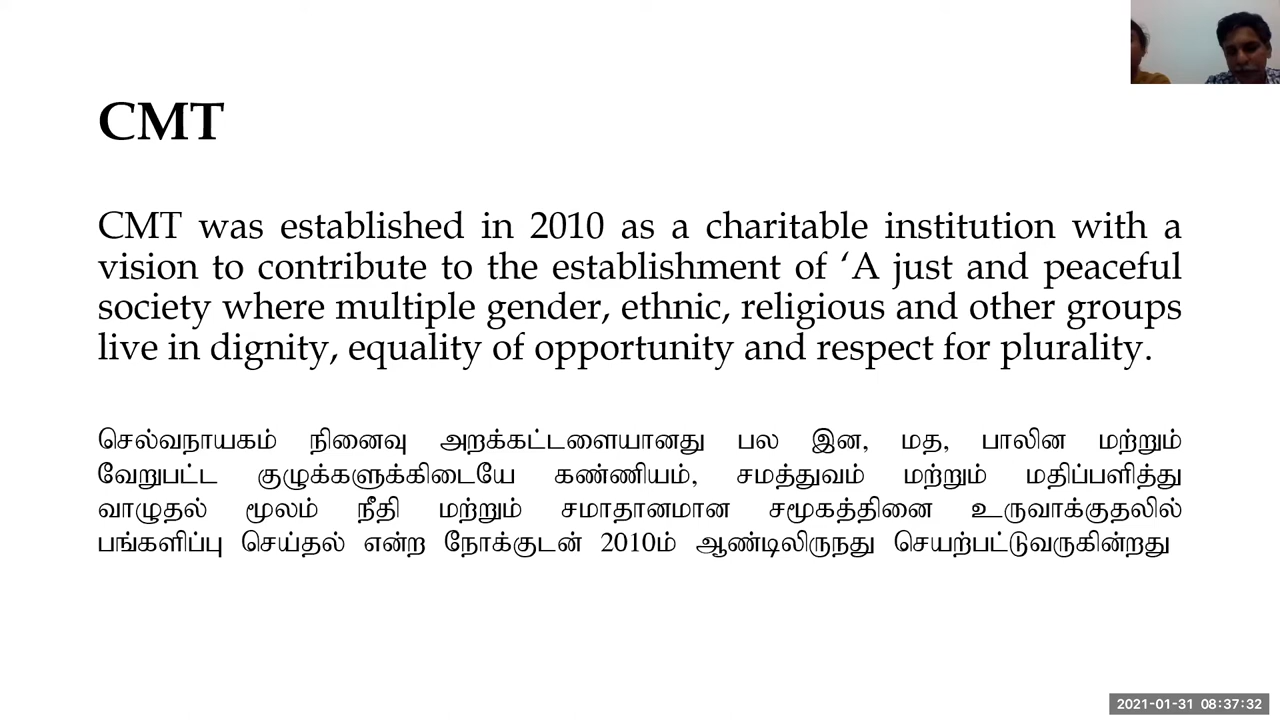 CMT
CMT was established in 2010 as a charitable institution with a
vision to contribute to the establishment of ‘A just and peaceful
society where multiple gender, ethnic, religious and other groups
live in dignity, equality of opportunity and respect for plurality.
செல்வநாயகம் நினைவு அறக்கட்டளையானது பல இன, மத, பாலின மற்றும்
வேறுபட்ட குழுக்களுக்கிடையே கண்ணியம், சமத்துவம் மற்றும் மதிப்பளித்து
வாழுதல் மூலம் நீதி மற்றும் சமாதானமான சமூகத்தினை உருவாக்குதலில்
பங்களிப்பு செய்தல் என்ற நோக்குடன் 2010ம் ஆண்டிலிருநது செயற்பட்டுவருகின்றது
2021-01-31 08:37:32